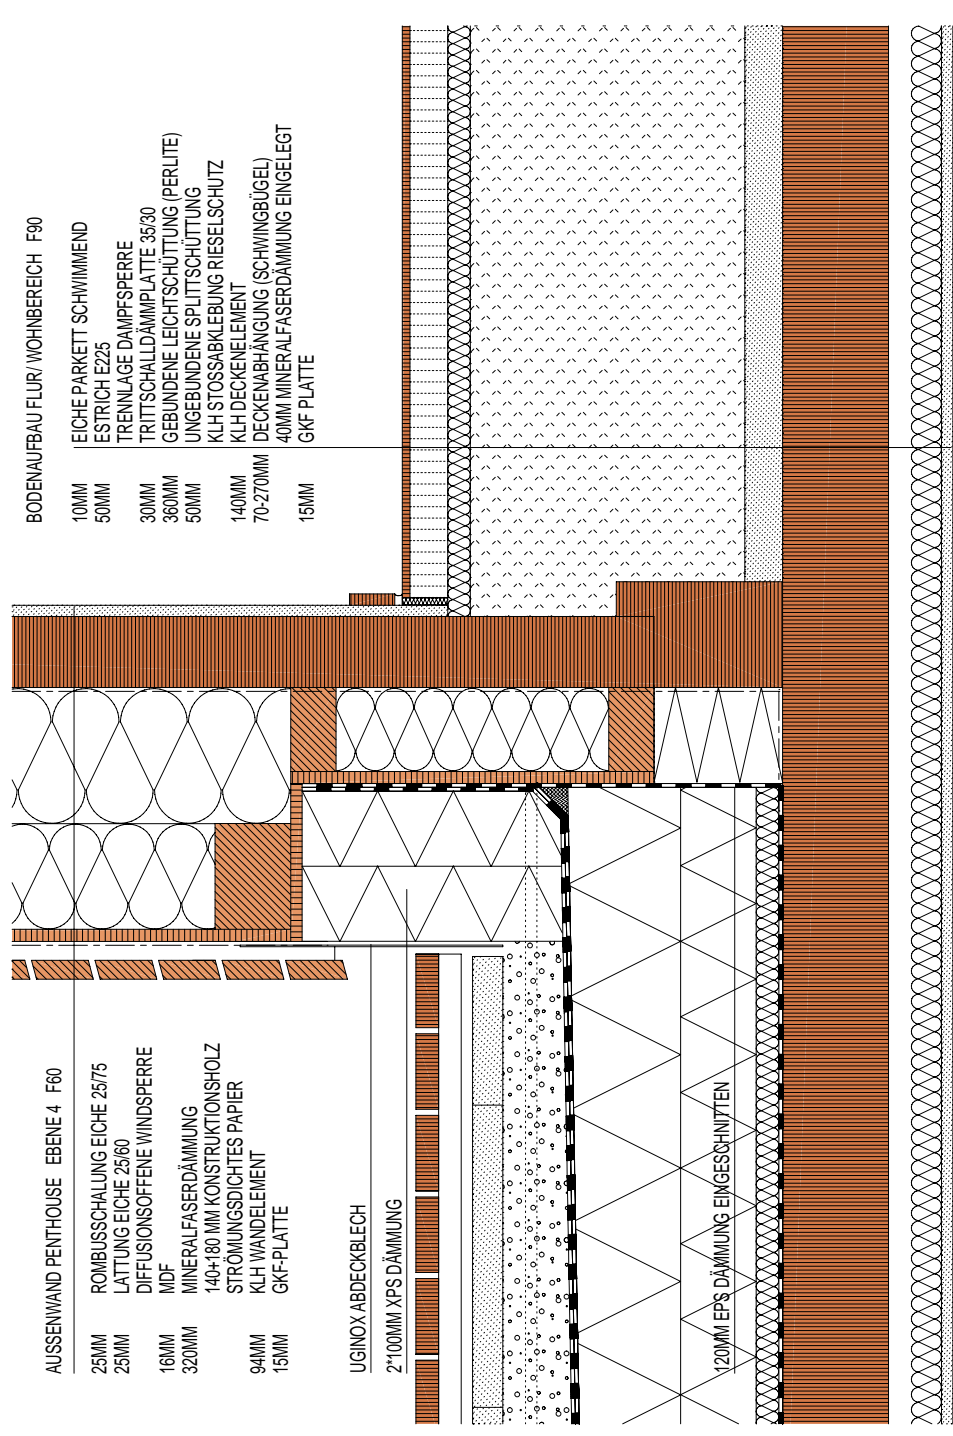 AUSSENWAND PENTHOUSE EBENE 4 F60
25MM ROMBUSSCHALUNG EICHE 25/75
25MM LATTUNG EICHE 25/60
DIFFUSIONSOFFENE WINDSPERRE
16MM MDF
320MM MINERALFASERDÄMMUNG
140+180 MM KONSTRUKTIONSHOLZ
STRÖMUNGSDICHTES PAPIER
94MM KLH WANDELEMENT
15MM GKF-PLATTE
UGINOX ABDECKBLECH
2*100MM XPS DÄMMUNG
120MM EPS DÄMMUNG EINGESCHNITTEN
BODENAUFBAU FLUR/ WOHNBEREICH F90
10MM EICHE PARKETT SCHWIMMEND
50MM ESTRICH E225
TRENNLAGE DAMPFSPERRE
30MM TRITTSCHALLDÄMMPLATTE 35/30
360MM GEBUNDENE LEICHTSCHÜTTUNG (PERLITE)
50MM UNGEBUNDENE SPLITTSCHÜTTUNG
KLH STOSSABKLEBUNG RIESELSCHUTZ
140MM KLH DECKENELEMENT
70-270MM DECKENABHÄNGUNG (SCHWINGBÜGEL)
40MM MINERALFASERDÄMMUNG EINGELEGT
15MM GKF PLATTE